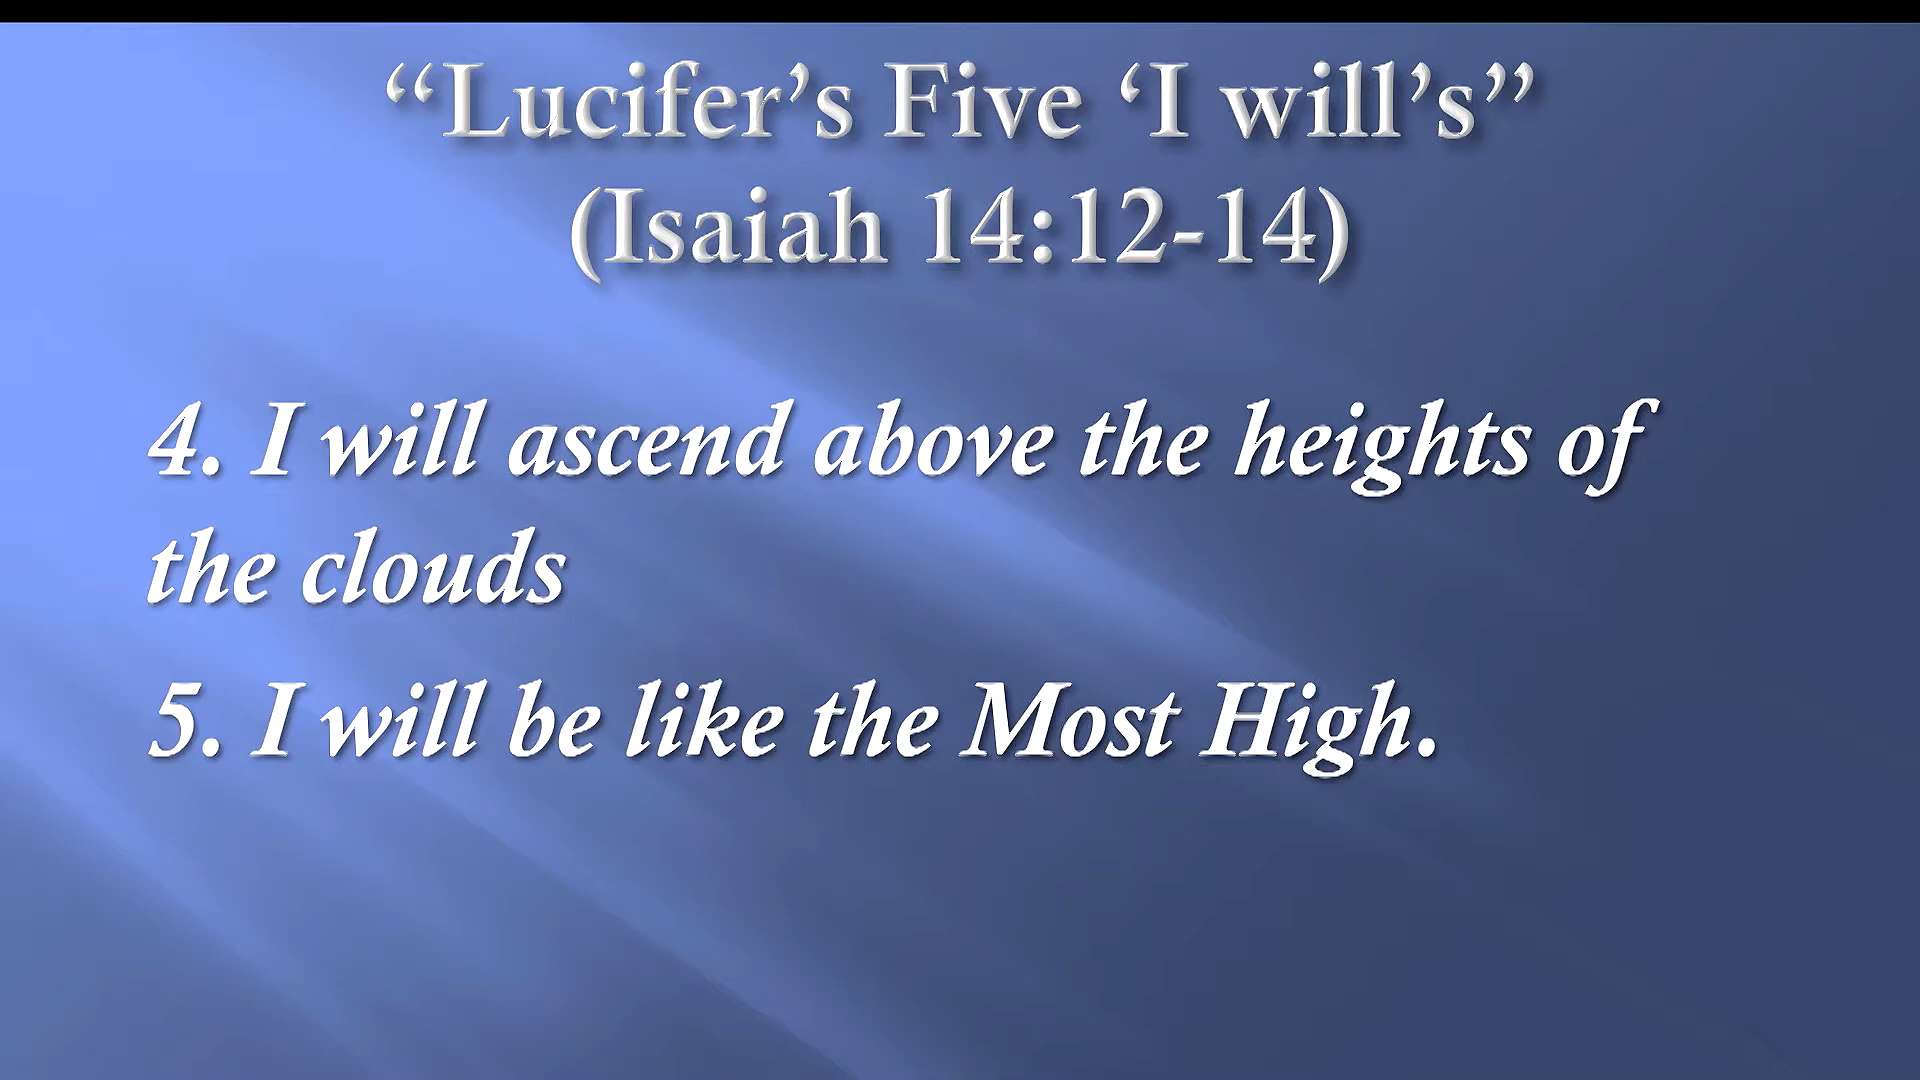 “Lucifer’s Five ‘I will’s”
(Isaiah 14:12-14)
4. I will ascend above the heights of
the clouds
5. I will be like the Most High.